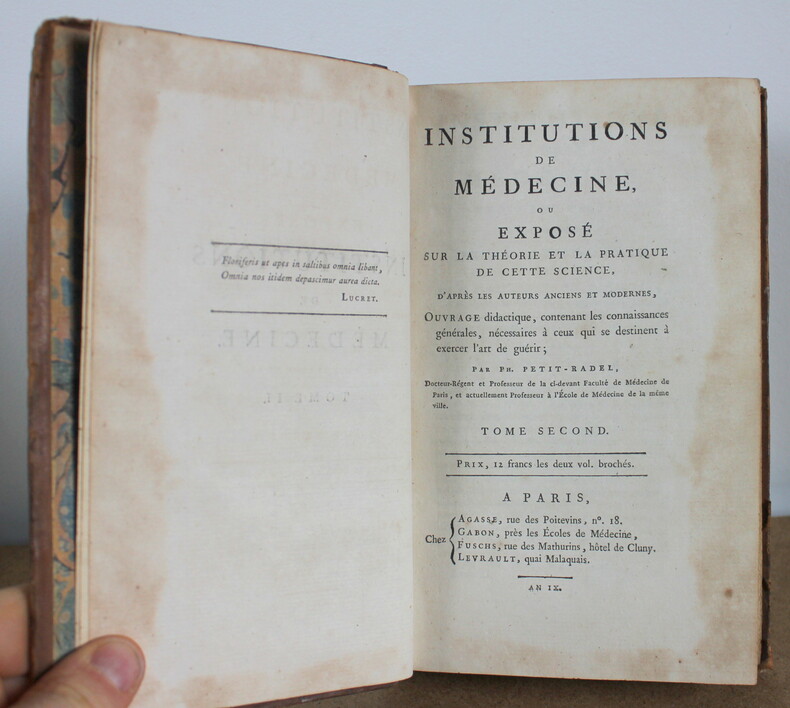 Floriferis ut apes in saltibus omnia libant,
Omnia nos itidem depascimur aurea dicta.
LUCRET.
INSTITUTIONS
DE
MÉDECINE,
OU
EXPOSÉ
SUR LA THÉORIE ET LA PRATIQUE
DE CETTE SCIENCE,
D'APRÈS LES AUTEURS ANCIENS ET MODERNES,
OUVRAGE didactique, contenant les connaissances
générales, nécessaires à ceux qui se destinent à
exercer l'art de guérir;
PAR PH. PETIT-RADEL,
Docteur-Régent et Professeur de la ci-devant Faculté de Médecine de
Paris, et actuellement Professeur à l'École de Médecine de la même
ville.
TOME SECOND.
PRIX, 12 francs les deux vol. brochés.
A PARIS,
Chez
AGASSE, rue des Poitevins, nº. 18.
GABON, près les Écoles de Médecine,
FUSCHS, rue des Mathurins, hôtel de Cluny.
LEVRAULT, quai Malaquais.
AN IX.